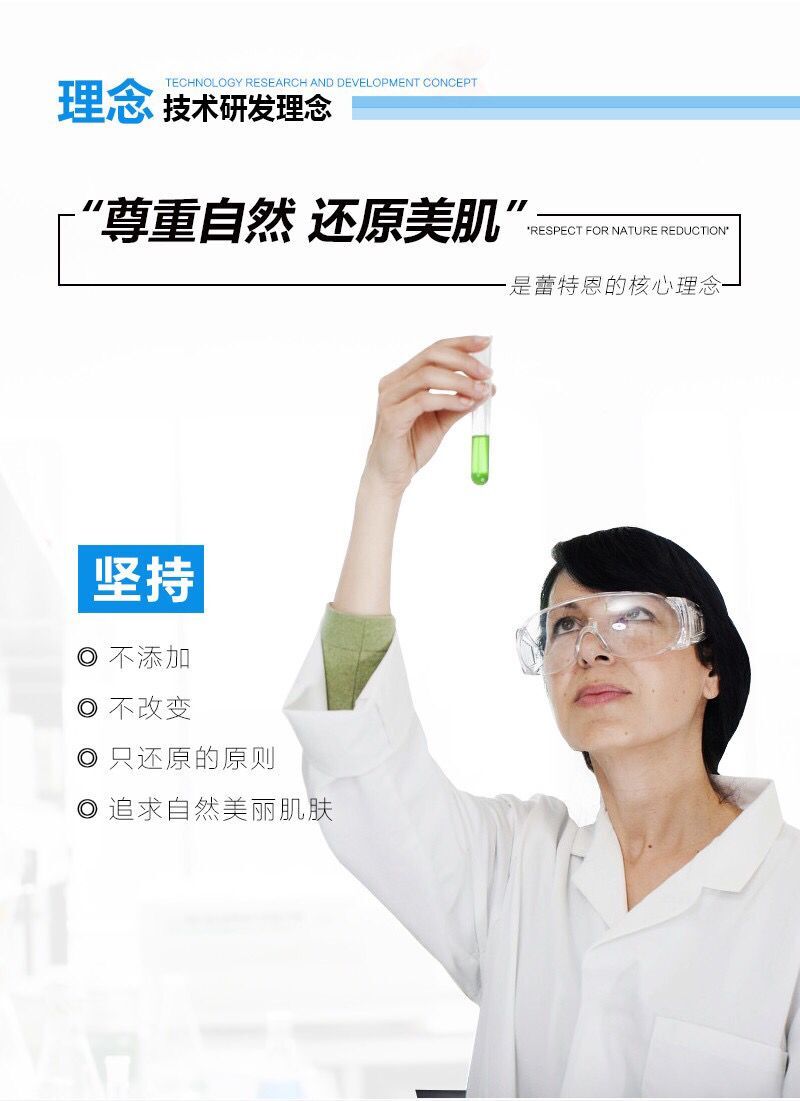 理念
TECHNOLOGY RESEARCH AND DEVELOPMENT CONCEPT
技术研发理念
“尊重自然 还原美肌”
"RESPECT FOR NATURE REDUCTION"
是蕾特恩的核心理念
坚持
不添加
不改变
只还原的原则
追求自然美丽肌肤